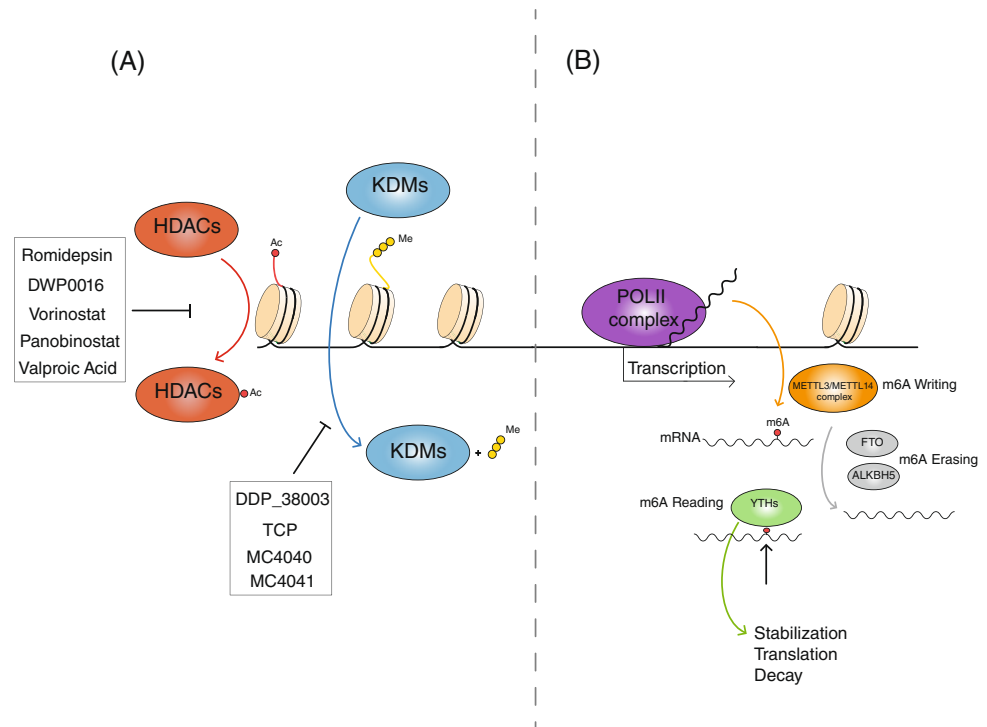 (A)
HDACs
KDMs
Ac
Me
Romidepsin
DWP0016
Vorinostat
Panobinostat
Valproic Acid
HDACs
Ac
KDMs
+
Me
DDP_38003
TCP
MC4040
MC4041
(B)
POLII
complex
Transcription
METTL3/METTL14
complex
m6A Writing
m6A
mRNA
FTO
ALKBH5
m6A Erasing
m6A Reading
YTHs
Stabilization
Translation
Decay